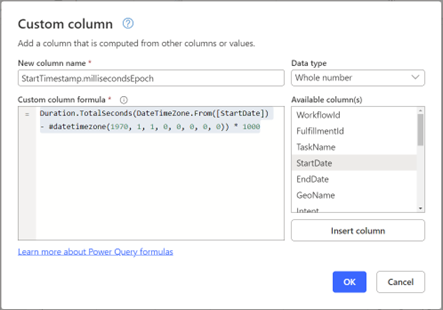 Custom column
Add a column that is computed from other columns or values.
New column name *
Data type
StartTimestamp.millisecondsEpoch
Whole number
Custom column formula *
Available column(s)
= Duration.TotalSeconds(DateTimeZone.From([StartDate])
- #datetimezone(1970, 1, 1, 0, 0, 0, 0, 0)) * 1000
WorkflowId
FulfillmentId
TaskName
StartDate
EndDate
GeoName
Intent
Insert column
Learn more about Power Query formulas
OK
Cancel